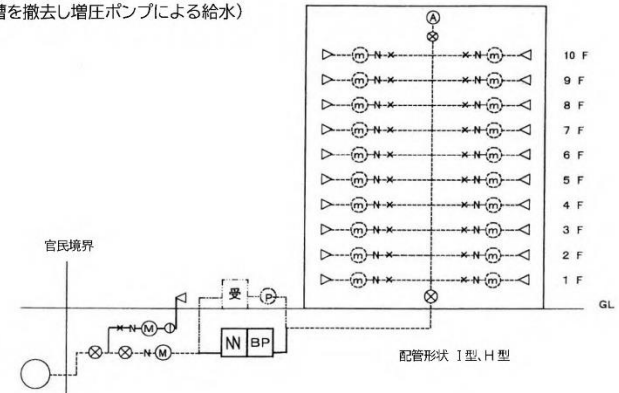 槽を撤去し増圧ポンプによる給水)
A
m N m 10 F
m N N m 9 F
m N N m 8 F
m N N m 7 F
m N N m 6 F
m N N m 5 F
m N N m 4 F
m N N m 3 F
m N N m 2 F
m N N m 1 F
官民境界
受 P
GL
N M
NN BP
N M
配管形状 I型、H型